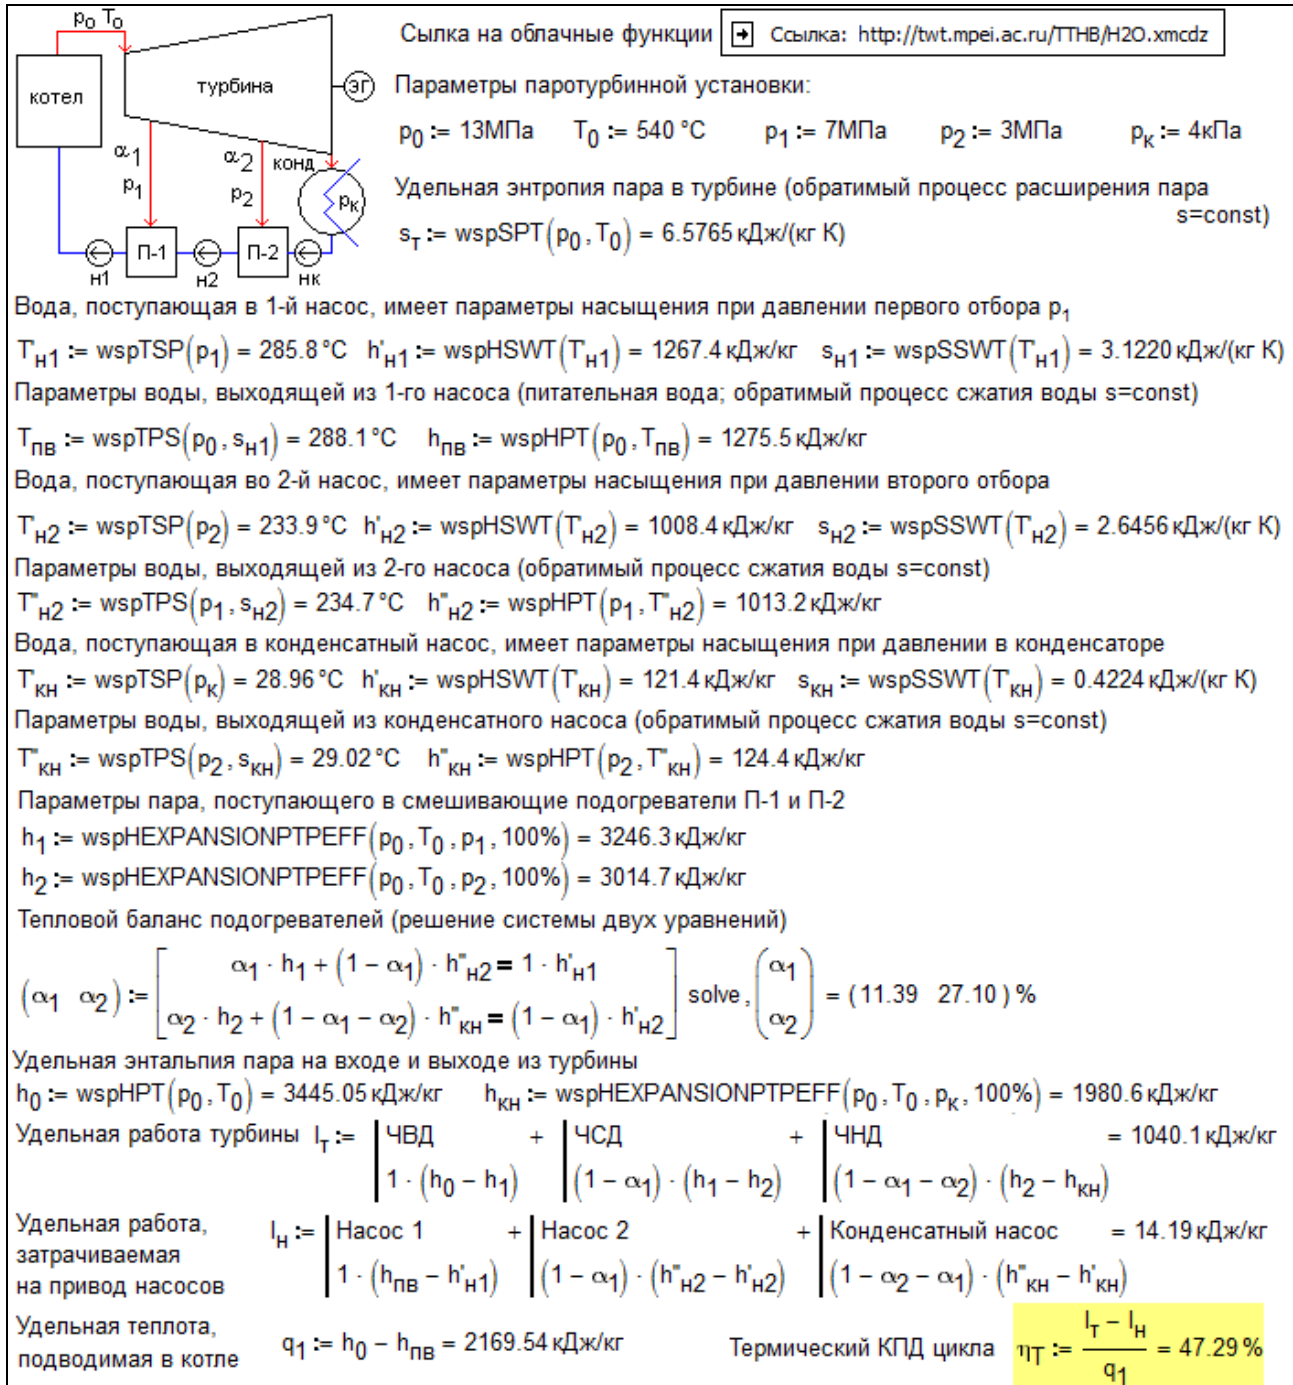 p0 T0
котел
турбина
ЭГ
α1
p1
α2
p2
конд
pк
П-1
П-2
н1
н2
нк
Сылка на облачные функции Ссылка: http://twt.mpei.ac.ru/TTHB/H2O.xmcdz
Параметры паротурбинной установки:
p0 := 13МПа T0 := 540 °C p1 := 7МПа p2 := 3МПа pк := 4кПа
Удельная энтропия пара в турбине (обратимый процесс расширения пара
s=const)
sт := wspSPT(p0, T0) = 6.5765 кДж/(кг К)
Вода, поступающая в 1-й насос, имеет параметры насыщения при давлении первого отбора p1
T'н1 := wspTSP(p1) = 285.8 °C h'н1 := wspHSWT(T'н1) = 1267.4 кДж/кг sн1 := wspSSWT(T'н1) = 3.1220 кДж/(кг К)
Параметры воды, выходящей из 1-го насоса (питательная вода; обратимый процесс сжатия воды s=const)
Tпв := wspTPS(p0, sн1) = 288.1 °C hпв := wspHPT(p0, Tпв) = 1275.5 кДж/кг
Вода, поступающая во 2-й насос, имеет параметры насыщения при давлении второго отбора
T'н2 := wspTSP(p2) = 233.9 °C h'н2 := wspHSWT(T'н2) = 1008.4 кДж/кг sн2 := wspSSWT(T'н2) = 2.6456 кДж/(кг К)
Параметры воды, выходящей из 2-го насоса (обратимый процесс сжатия воды s=const)
T"н2 := wspTPS(p1, sн2) = 234.7 °C h"н2 := wspHPT(p1, T"н2) = 1013.2 кДж/кг
Вода, поступающая в конденсатный насос, имеет параметры насыщения при давлении в конденсаторе
T'кн := wspTSP(pк) = 28.96 °C h'кн := wspHSWT(T'кн) = 121.4 кДж/кг sкн := wspSSWT(T'кн) = 0.4224 кДж/(кг К)
Параметры воды, выходящей из конденсатного насоса (обратимый процесс сжатия воды s=const)
T"кн := wspTPS(p2, sкн) = 29.02 °C h"кн := wspHPT(p2, T"кн) = 124.4 кДж/кг
Параметры пара, поступающего в смешивающие подогреватели П-1 и П-2
h1 := wspHEXPANSIONPTPEFF(p0, T0, p1, 100%) = 3246.3 кДж/кг
h2 := wspHEXPANSIONPTPEFF(p0, T0, p2, 100%) = 3014.7 кДж/кг
Тепловой баланс подогревателей (решение системы двух уравнений)
(α1 α2) := [α1 · h1 + (1 − α1) · h"н2 = 1 · h'н1
α2 · h2 + (1 − α1 − α2) · h"кн = (1 − α1) · h'н2] solve, (α1 α2) = (11.39 27.10) %
Удельная энтальпия пара на входе и выходе из турбины
h0 := wspHPT(p0, T0) = 3445.05 кДж/кг hкн := wspHEXPANSIONPTPEFF(p0, T0, pк, 100%) = 1980.6 кДж/кг
Удельная работа турбины lт := ЧВД + ЧСД + ЧНД = 1040.1 кДж/кг
1 · (h0 − h1) (1 − α1) · (h1 − h2) (1 − α1 − α2) · (h2 − hкн)
Удельная работа,
затрачиваемая
на привод насосов
lн := Насос 1 + Насос 2 + Конденсатный насос = 14.19 кДж/кг
1 · (hпв − h'н1) (1 − α1) · (h"н2 − h'н2) (1 − α2 − α1) · (h"кн − h'кн)
Удельная теплота,
подводимая в котле
q1 := h0 − hпв = 2169.54 кДж/кг
Термический КПД цикла ηт := (lт − lн) / q1 = 47.29 %